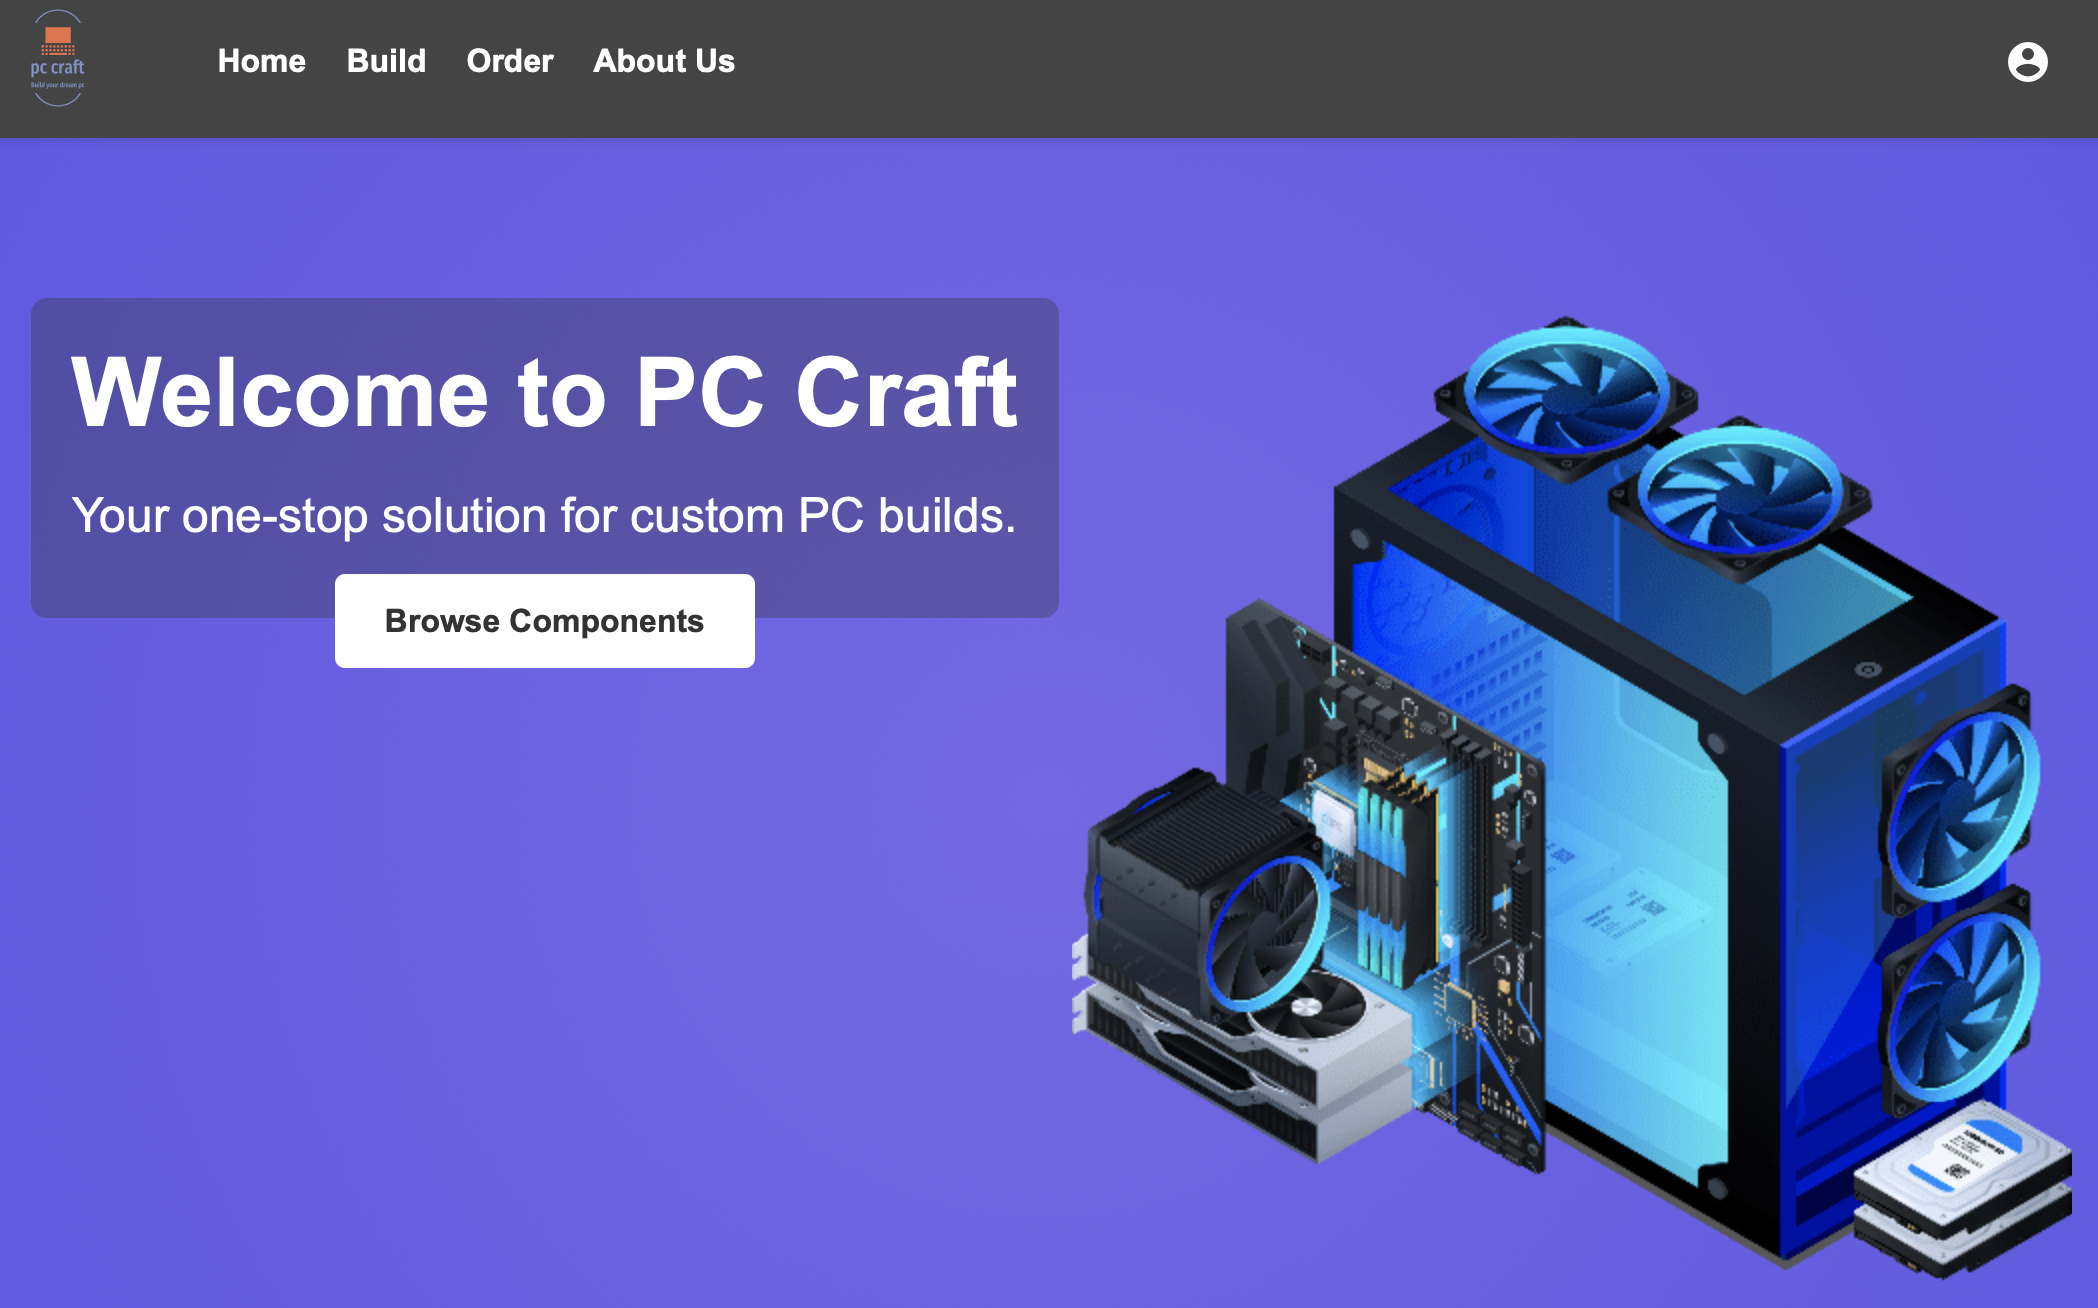 pc craft
Build your dream pc
Home Build Order About Us
Welcome to PC Craft
Your one-stop solution for custom PC builds.
Browse Components